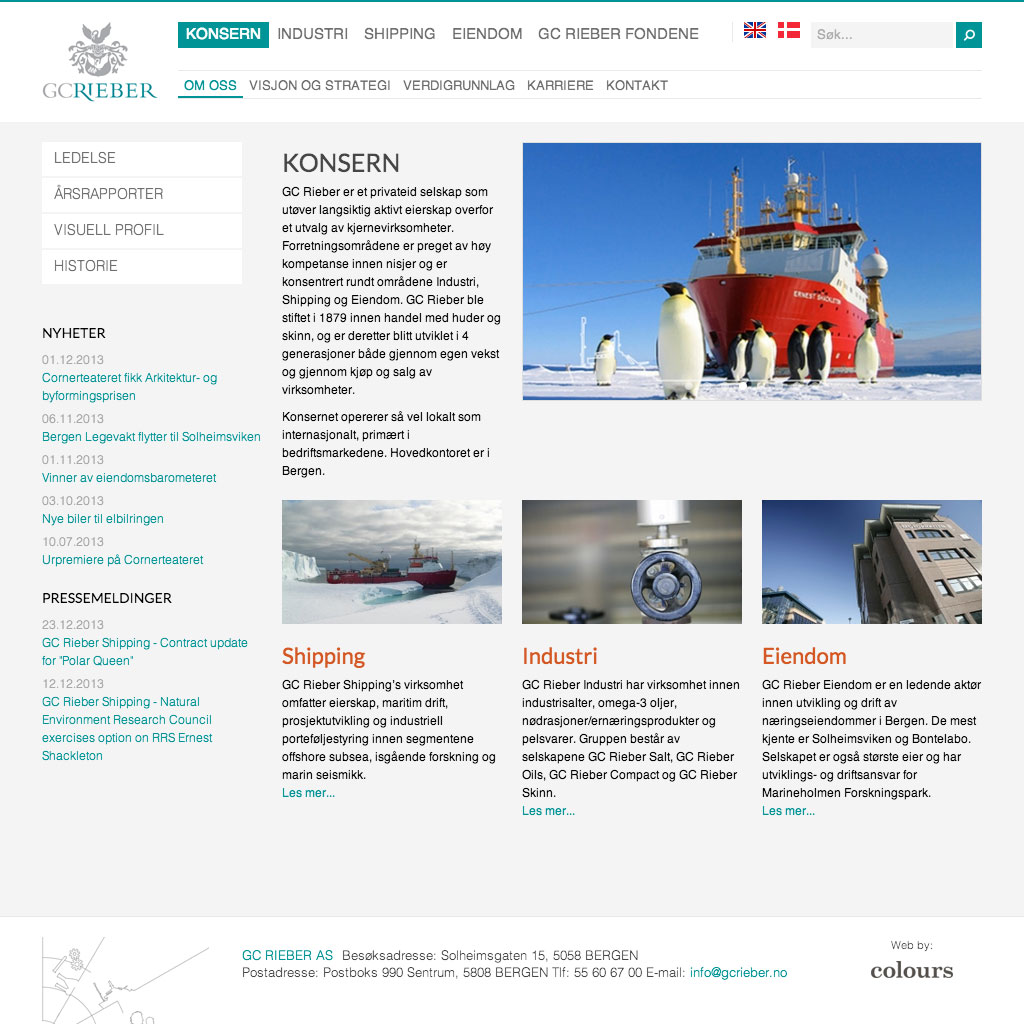 GC RIEBER
KONSERN INDUSTRI SHIPPING EIENDOM GC RIEBER FONDENE
Søk...
OM OSS VISJON OG STRATEGI VERDIGRUNNLAG KARRIERE KONTAKT
LEDELSE
ÅRSRAPPORTER
VISUELL PROFIL
HISTORIE
NYHETER
01.12.2013
Cornerteateret fikk Arkitektur- og
byformingsprisen
06.11.2013
Bergen Legevakt flytter til Solheimsviken
01.11.2013
Vinner av eiendomsbarometeret
03.10.2013
Nye biler til elbilringen
10.07.2013
Urpremiere på Cornerteateret
PRESSEMELDINGER
23.12.2013
GC Rieber Shipping - Contract update
for "Polar Queen"
12.12.2013
GC Rieber Shipping - Natural
Environment Research Council
exercises option on RRS Ernest
Shackleton
KONSERN
GC Rieber er et privateid selskap som
utøver langsiktig aktivt eierskap overfor
et utvalg av kjernevirksomheter.
Forretningsområdene er preget av høy
kompetanse innen nisjer og er
konsentrert rundt områdene Industri,
Shipping og Eiendom. GC Rieber ble
stiftet i 1879 innen handel med huder og
skinn, og er deretter blitt utviklet i 4
generasjoner både gjennom egen vekst
og gjennom kjøp og salg av
virksomheter.
Konsernet opererer så vel lokalt som
internasjonalt, primært i
bedriftsmarkedene. Hovedkontoret er i
Bergen.
ERNEST SHACKLETON
Shipping
GC Rieber Shipping's virksomhet
omfatter eierskap, maritim drift,
prosjektutvikling og industriell
porteføljestyring innen segmentene
offshore subsea, isgående forskning og
marin seismikk.
Les mer...
Industri
GC Rieber Industri har virksomhet innen
industrisalter, omega-3 oljer,
nødrasjoner/ernæringsprodukter og
pelsvarer. Gruppen består av
selskapene GC Rieber Salt, GC Rieber
Oils, GC Rieber Compact og GC Rieber
Skinn.
Les mer...
Eiendom
GC Rieber Eiendom er en ledende aktør
innen utvikling og drift av
næringseiendommer i Bergen. De mest
kjente er Solheimsviken og Bontelabo.
Selskapet er også største eier og har
utviklings- og driftsansvar for
Marineholmen Forskningspark.
Les mer...
GC RIEBER AS Besøksadresse: Solheimsgaten 15, 5058 BERGEN
Postadresse: Postboks 990 Sentrum, 5808 BERGEN Tlf: 55 60 67 00 E-mail: info@gcrieber.no
Web by:
colours